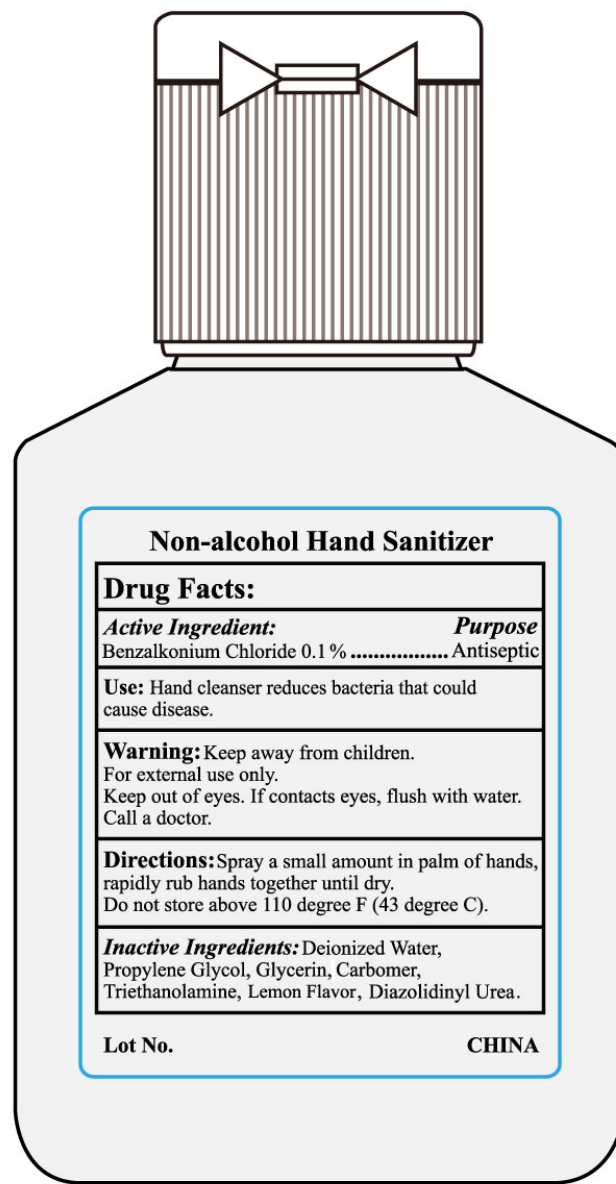 Non-alcohol Hand Sanitizer
Drug Facts:
Active Ingredient: Purpose
Benzalkonium Chloride 0.1% .................. Antiseptic
Use: Hand cleanser reduces bacteria that could
cause disease.
Warning: Keep away from children.
For external use only.
Keep out of eyes. If contacts eyes, flush with water.
Call a doctor.
Directions: Spray a small amount in palm of hands,
rapidly rub hands together until dry.
Do not store above 110 degree F (43 degree C).
Inactive Ingredients: Deionized Water,
Propylene Glycol, Glycerin, Carbomer,
Triethanolamine, Lemon Flavor, Diazolidinyl Urea.
Lot No. CHINA